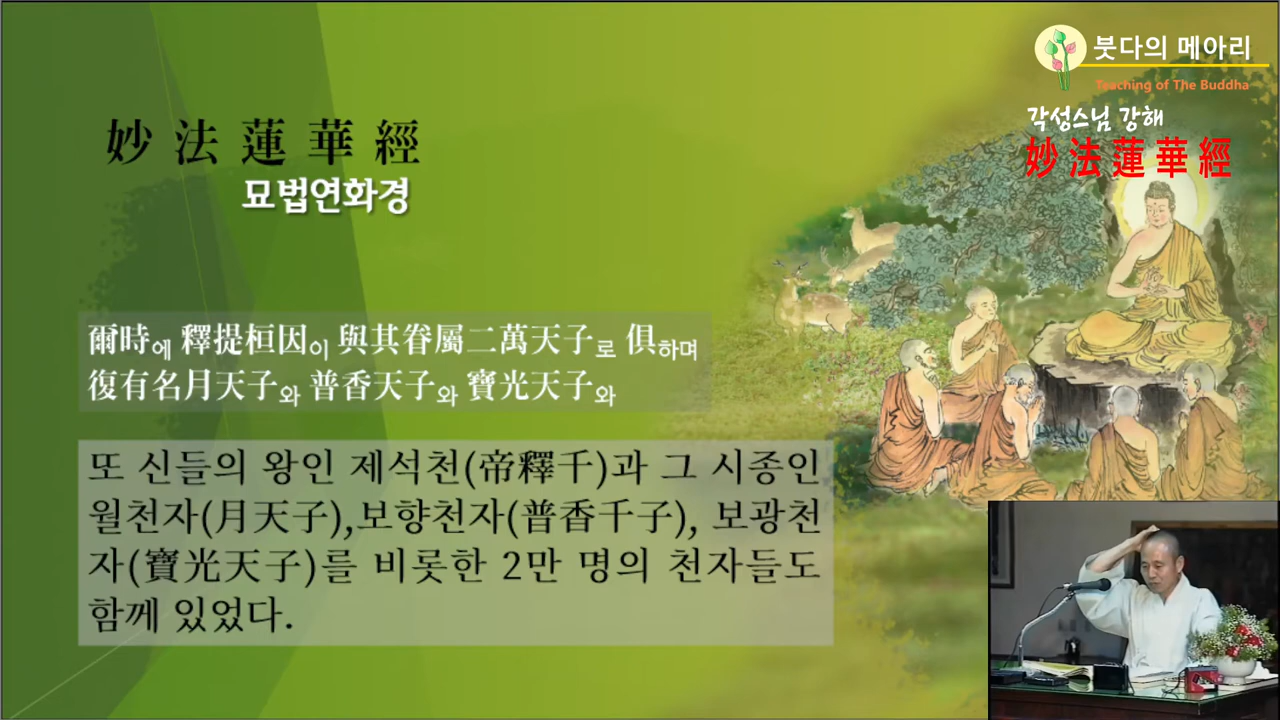 妙法蓮華經
묘법연화경
붓다의 메아리
Teaching of The Buddha
각성스님 강해
妙法蓮華經
爾時에 釋提桓因이 與其眷屬二萬天子로 俱하며
復有名月天子와 普香天子와 寶光天子와
또 신들의 왕인 제석천(帝釋千)과 그 시종인
월천자(月天子),보향천자(普香千子), 보광천
자(寶光天子)를 비롯한 2만 명의 천자들도
함께 있었다.